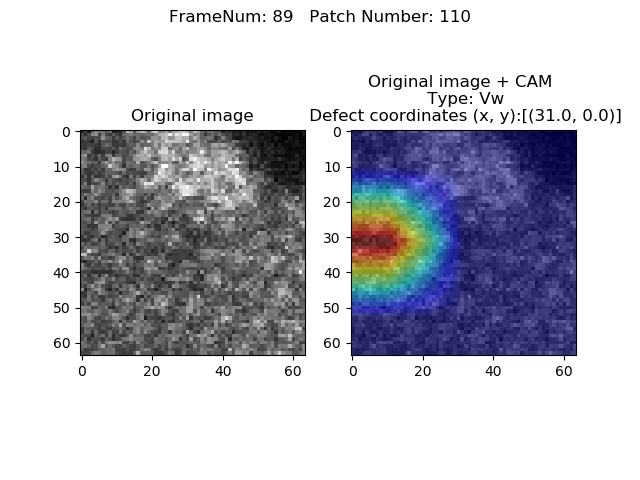 FrameNum: 89   Patch Number: 110
Original image
0
10
20
30
40
50
60
0 20 40 60
Original image + CAM
Type: Vw
Defect coordinates (x, y):[(31.0, 0.0)]
0
10
20
30
40
50
60
0 20 40 60